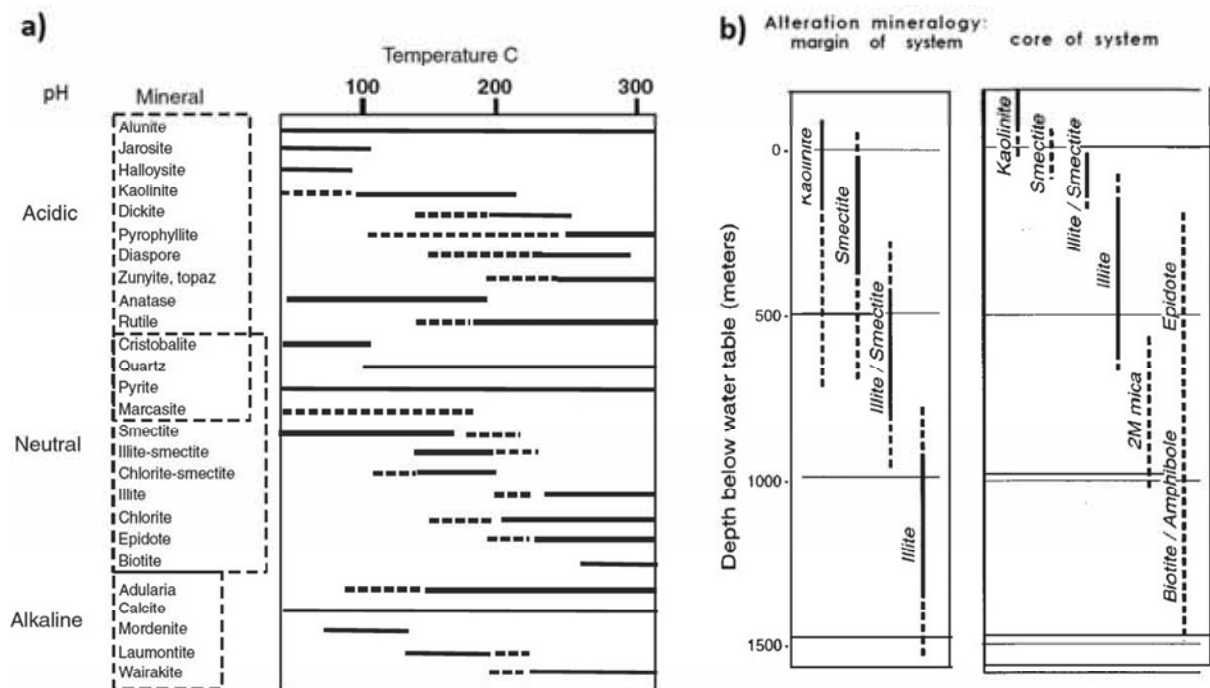 a)
Temperature C
pH
Mineral
100
200
300
Acidic
Alunite
Jarosite
Halloysite
Kaolinite
Dickite
Pyrophyllite
Diaspore
Zunyite, topaz
Anatase
Rutile
Neutral
Cristobalite
Quartz
Pyrite
Marcasite
Smectite
Illite-smectite
Chlorite-smectite
Illite
Chlorite
Epidote
Biotite
Alkaline
Adularia
Calcite
Mordenite
Laumontite
Wairakite
b)
Alteration mineralogy:
margin of system
core of system
Depth below water table (meters)
0
500
1000
1500
Kaolinite
Smectite
Illite / Smectite
Illite
Kaolinite
Smectite
Illite / Smectite
Illite
2M mica
Epidote
Biotite / Amphibole